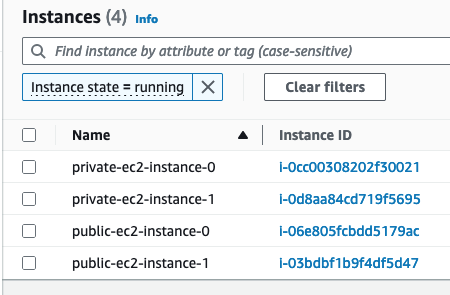 Instances (4) Info
Find instance by attribute or tag (case-sensitive)
Instance state = running Clear filters
Name Instance ID
private-ec2-instance-0 i-0cc00308202f30021
private-ec2-instance-1 i-0d8aa84cd719f5695
public-ec2-instance-0 i-06e805fcbdd5179ac
public-ec2-instance-1 i-03bdbf1b9f4df5d47